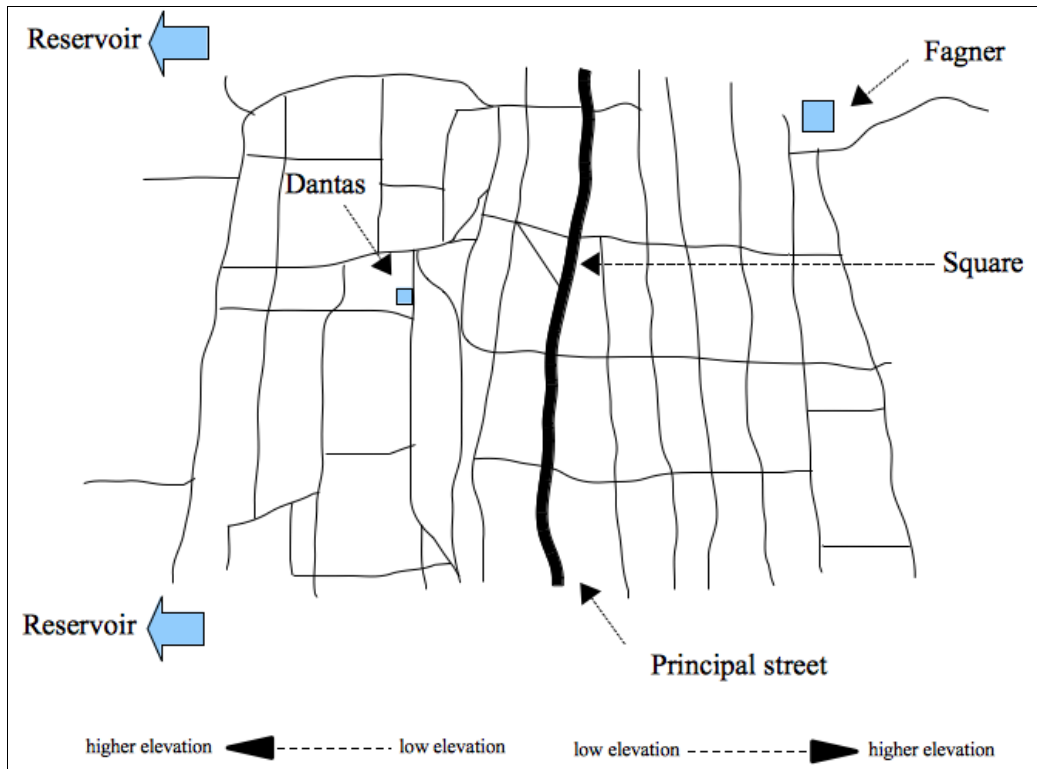 Reservoir
Fagner
Dantas
Square
Reservoir
Principal street
higher elevation
low elevation
low elevation
higher elevation